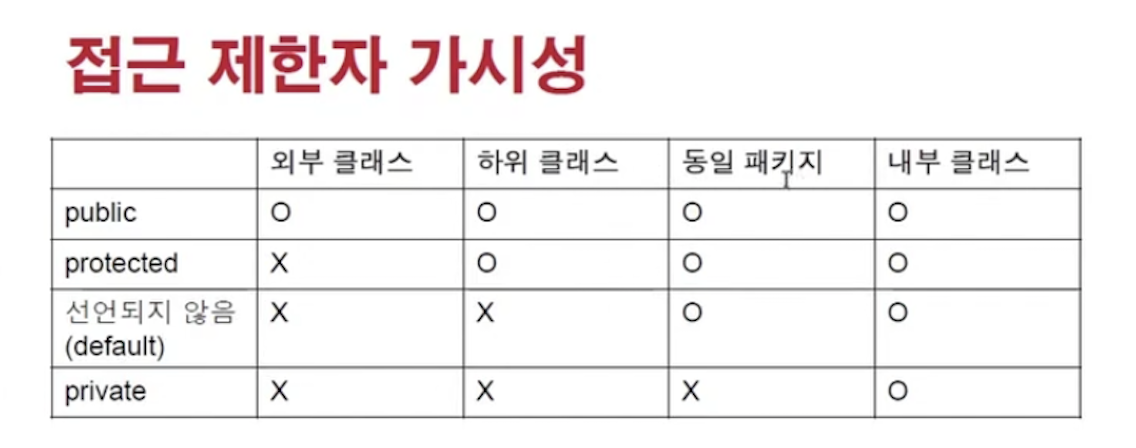 접근 제한자 가시성
외부 클래스 하위 클래스 동일 패키지 내부 클래스
public O O O O
protected X O O O
선언되지 않음 X X O O
(default)
private X X X O